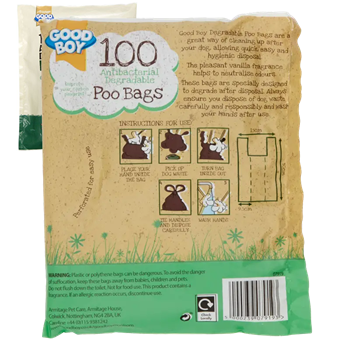 GOOD
BOY
100
Antibacterial
Degradable
Poo Bags
Good Boy Degradable Poo bags are a
great way of cleaning up after
your dog, allowing quick, easy and
hygienic disposal.
The pleasant vanilla fragrance
helps to neutralise odours.
These bags are specially designed
to degrade after disposal. Always
ensure you dispose of dog waste
carefully and responsibly and wash
your hands after use.
INSTRUCTIONS FOR USE:
PLACE YOUR
HAND INSIDE
THE BAG
PICK UP
DOG WASTE
TURN BAG
INSIDE OUT
TIE HANDLES
AND DISPOSE
CAREFULLY
WASH HANDS
Perforated for easy use.
WARNING: Plastic or polythene bags can be dangerous. To avoid the danger
of suffocation, keep these bags away from babies, children and pets.
Do not flush down the toilet. Not for food use. This product contains a
fragrance. If an allergic reaction occurs, discontinue use.
Armitage Pet Care, Armitage House,
Colwick, Nottingham, NG4 2BA, UK